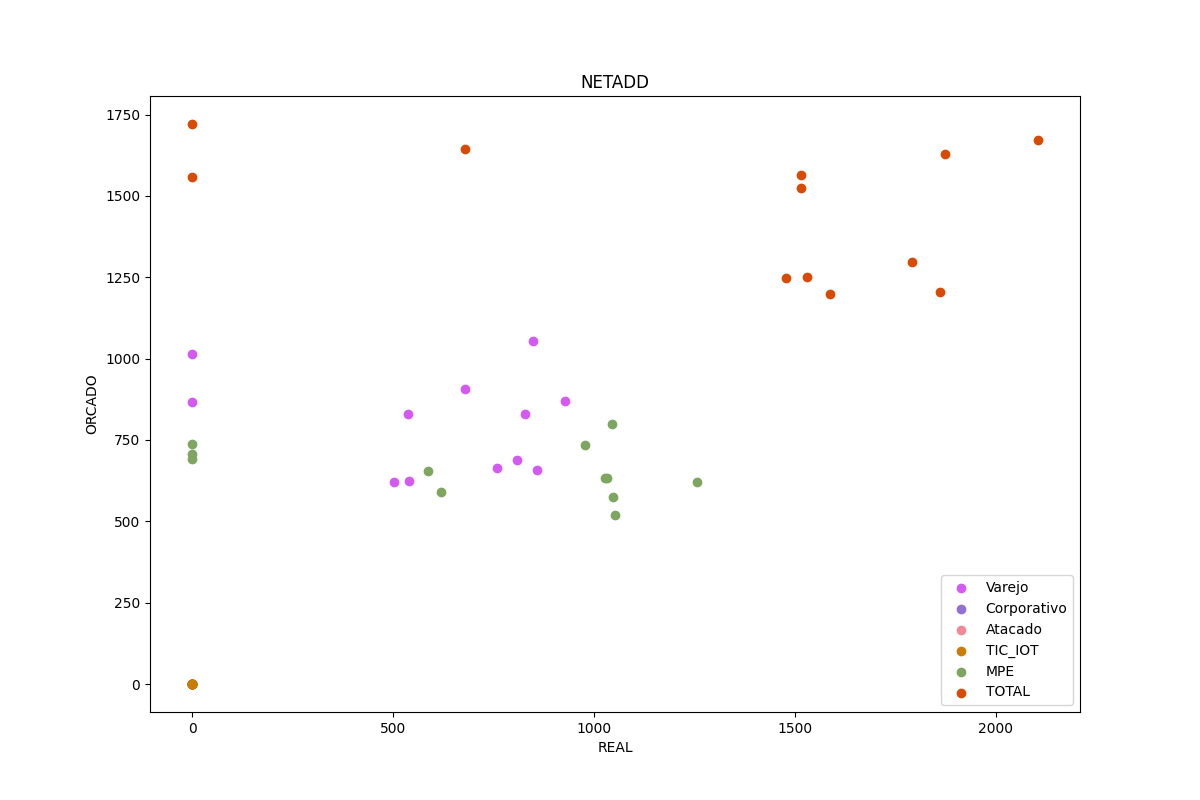 NETADD
1750
1500
1250
1000
750
500
250
0
ORCADO
0
500
1000
1500
2000
REAL
Varejo
Corporativo
Atacado
TIC_IOT
MPE
TOTAL